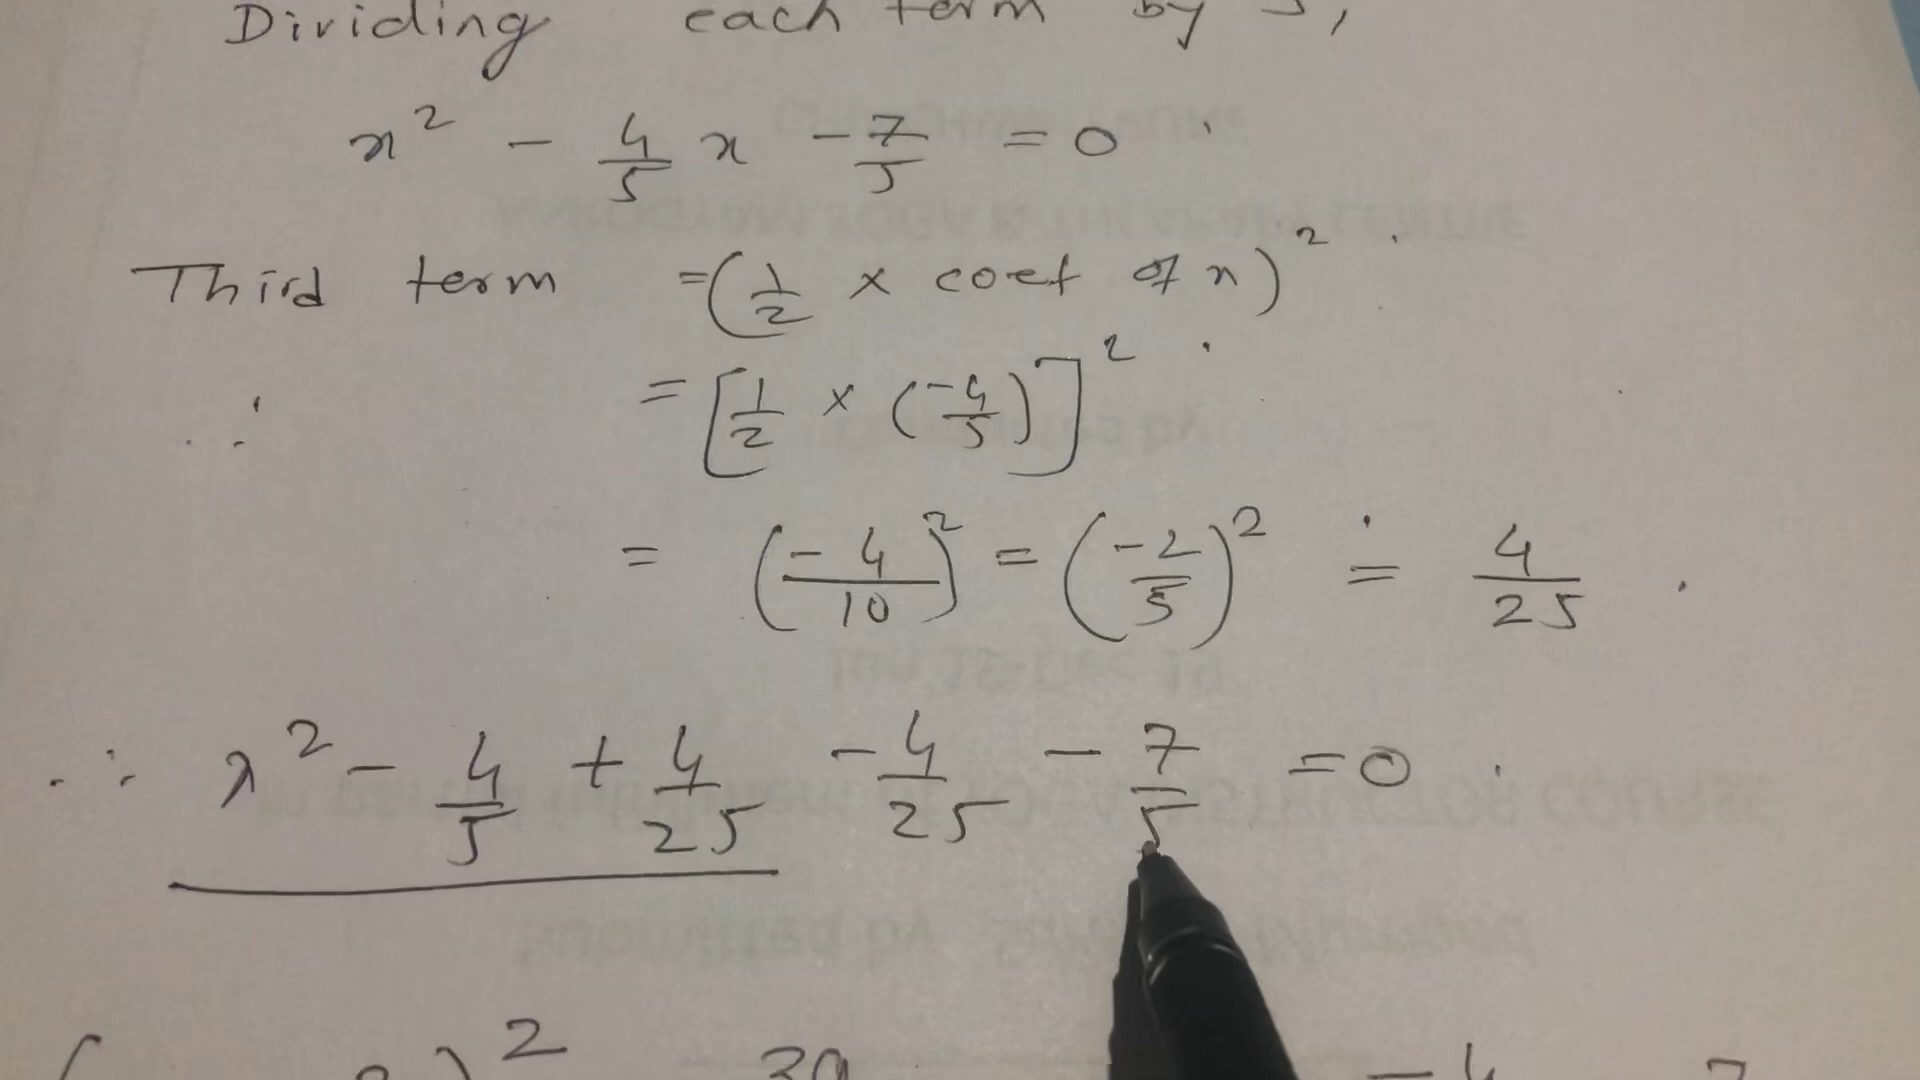 Dividing each term by 5,
x² - 4/5 x - 7/5 = 0
Third term = (1/2 × coef of x)²
∴ = [1/2 × (-4/5)]²
= (-4/10)² = (-2/5)² = 4/25
∴ x² - 4/5 + 4/25 - 4/25 - 7/5 = 0